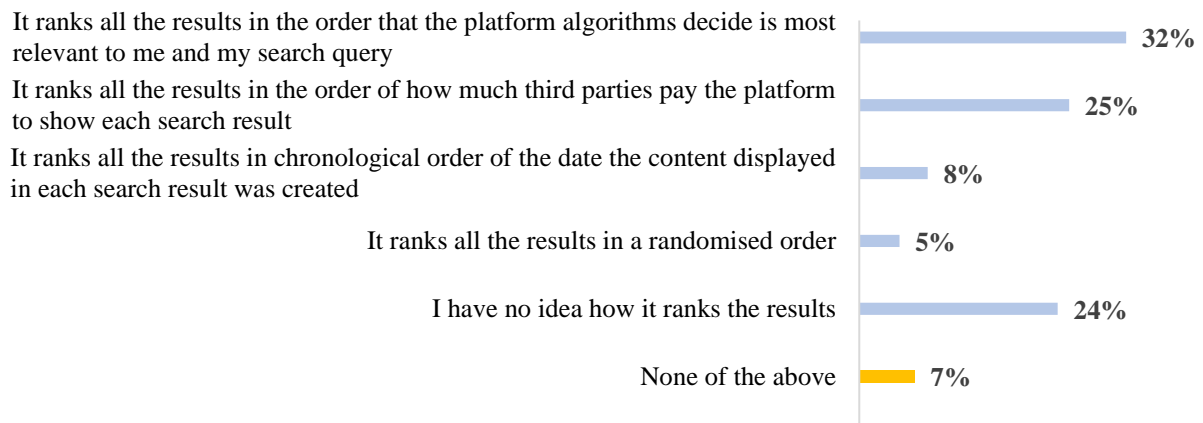 It ranks all the results in the order that the platform algorithms decide is most
relevant to me and my search query
32%
It ranks all the results in the order of how much third parties pay the platform
to show each search result
25%
It ranks all the results in chronological order of the date the content displayed
in each search result was created
8%
It ranks all the results in a randomised order
5%
I have no idea how it ranks the results
24%
None of the above
7%